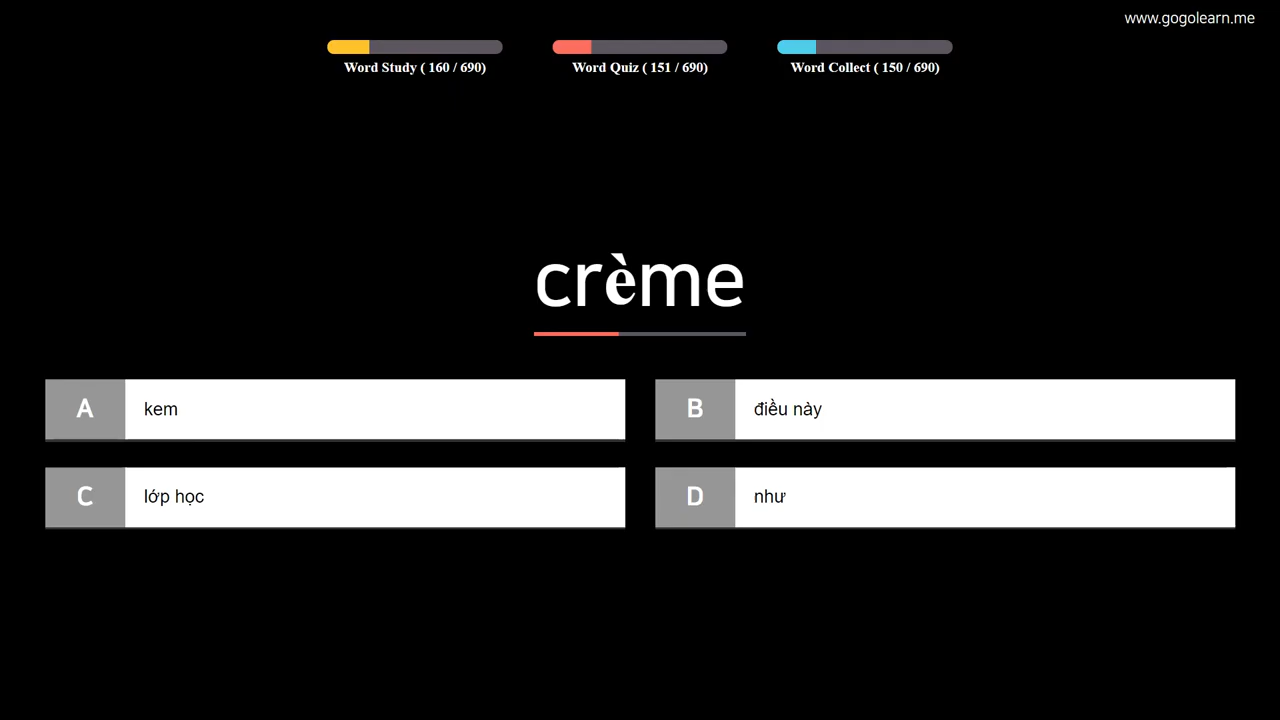 www.gogolearn.me
Word Study ( 160 / 690)
Word Quiz ( 151 / 690)
Word Collect ( 150 / 690)
crème
A kem
B điều này
C lớp học
D như